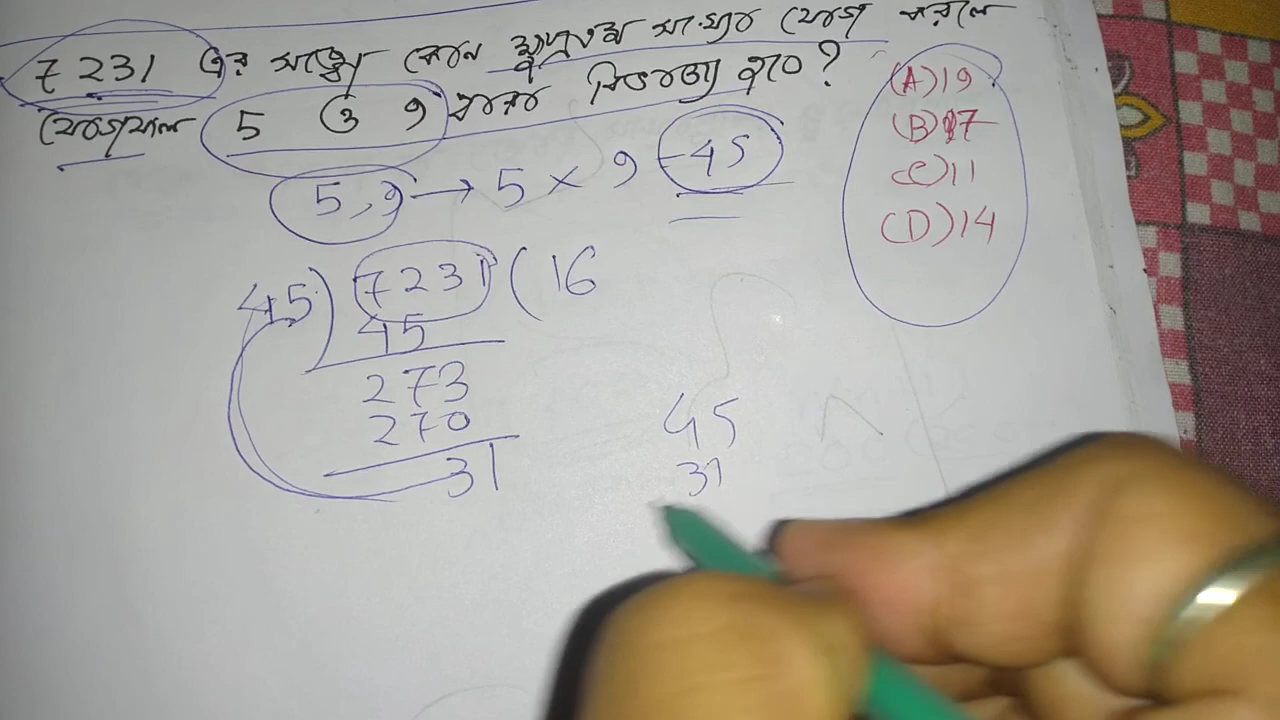 7231 এর সঙ্গে কোন ক্ষুদ্রতম সংখ্যার যোগ করলে
যোগফল 5 ও 9 দ্বারা বিভাজ্য হবে?
(A) 19
(B) 17
(C) 11
(D) 14
5, 9 → 5 × 9 = 45
45) 7231 (16
45
273
270
31
45
31